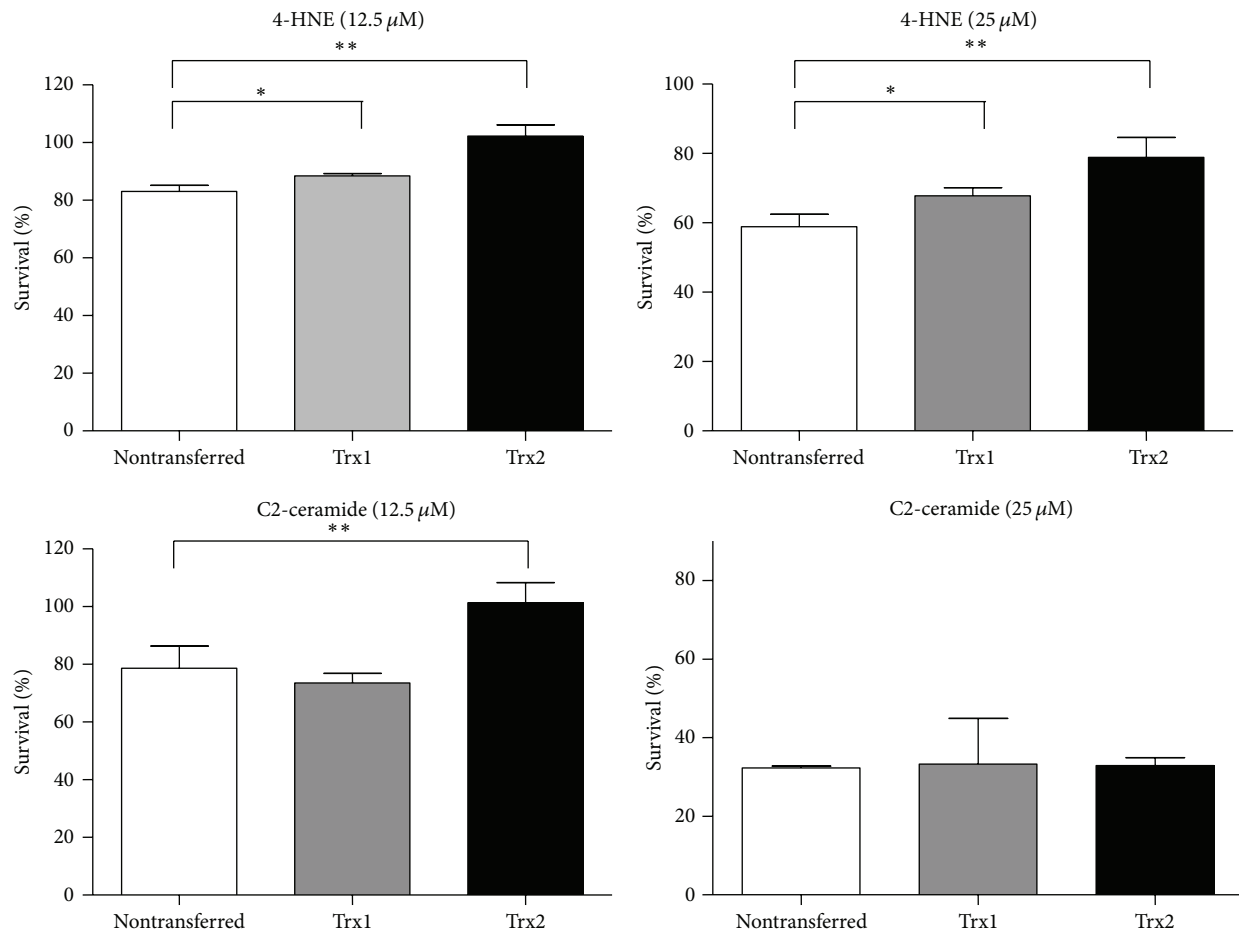 4-HNE (12.5 μM)
**
*
120
100
80
60
40
20
0
Survival (%)
Nontransferred Trx1 Trx2
4-HNE (25 μM)
**
*
100
80
60
40
20
0
Survival (%)
Nontransferred Trx1 Trx2
C2-ceramide (12.5 μM)
**
120
100
80
60
40
20
0
Survival (%)
Nontransferred Trx1 Trx2
C2-ceramide (25 μM)
80
60
40
20
0
Survival (%)
Nontransferred Trx1 Trx2